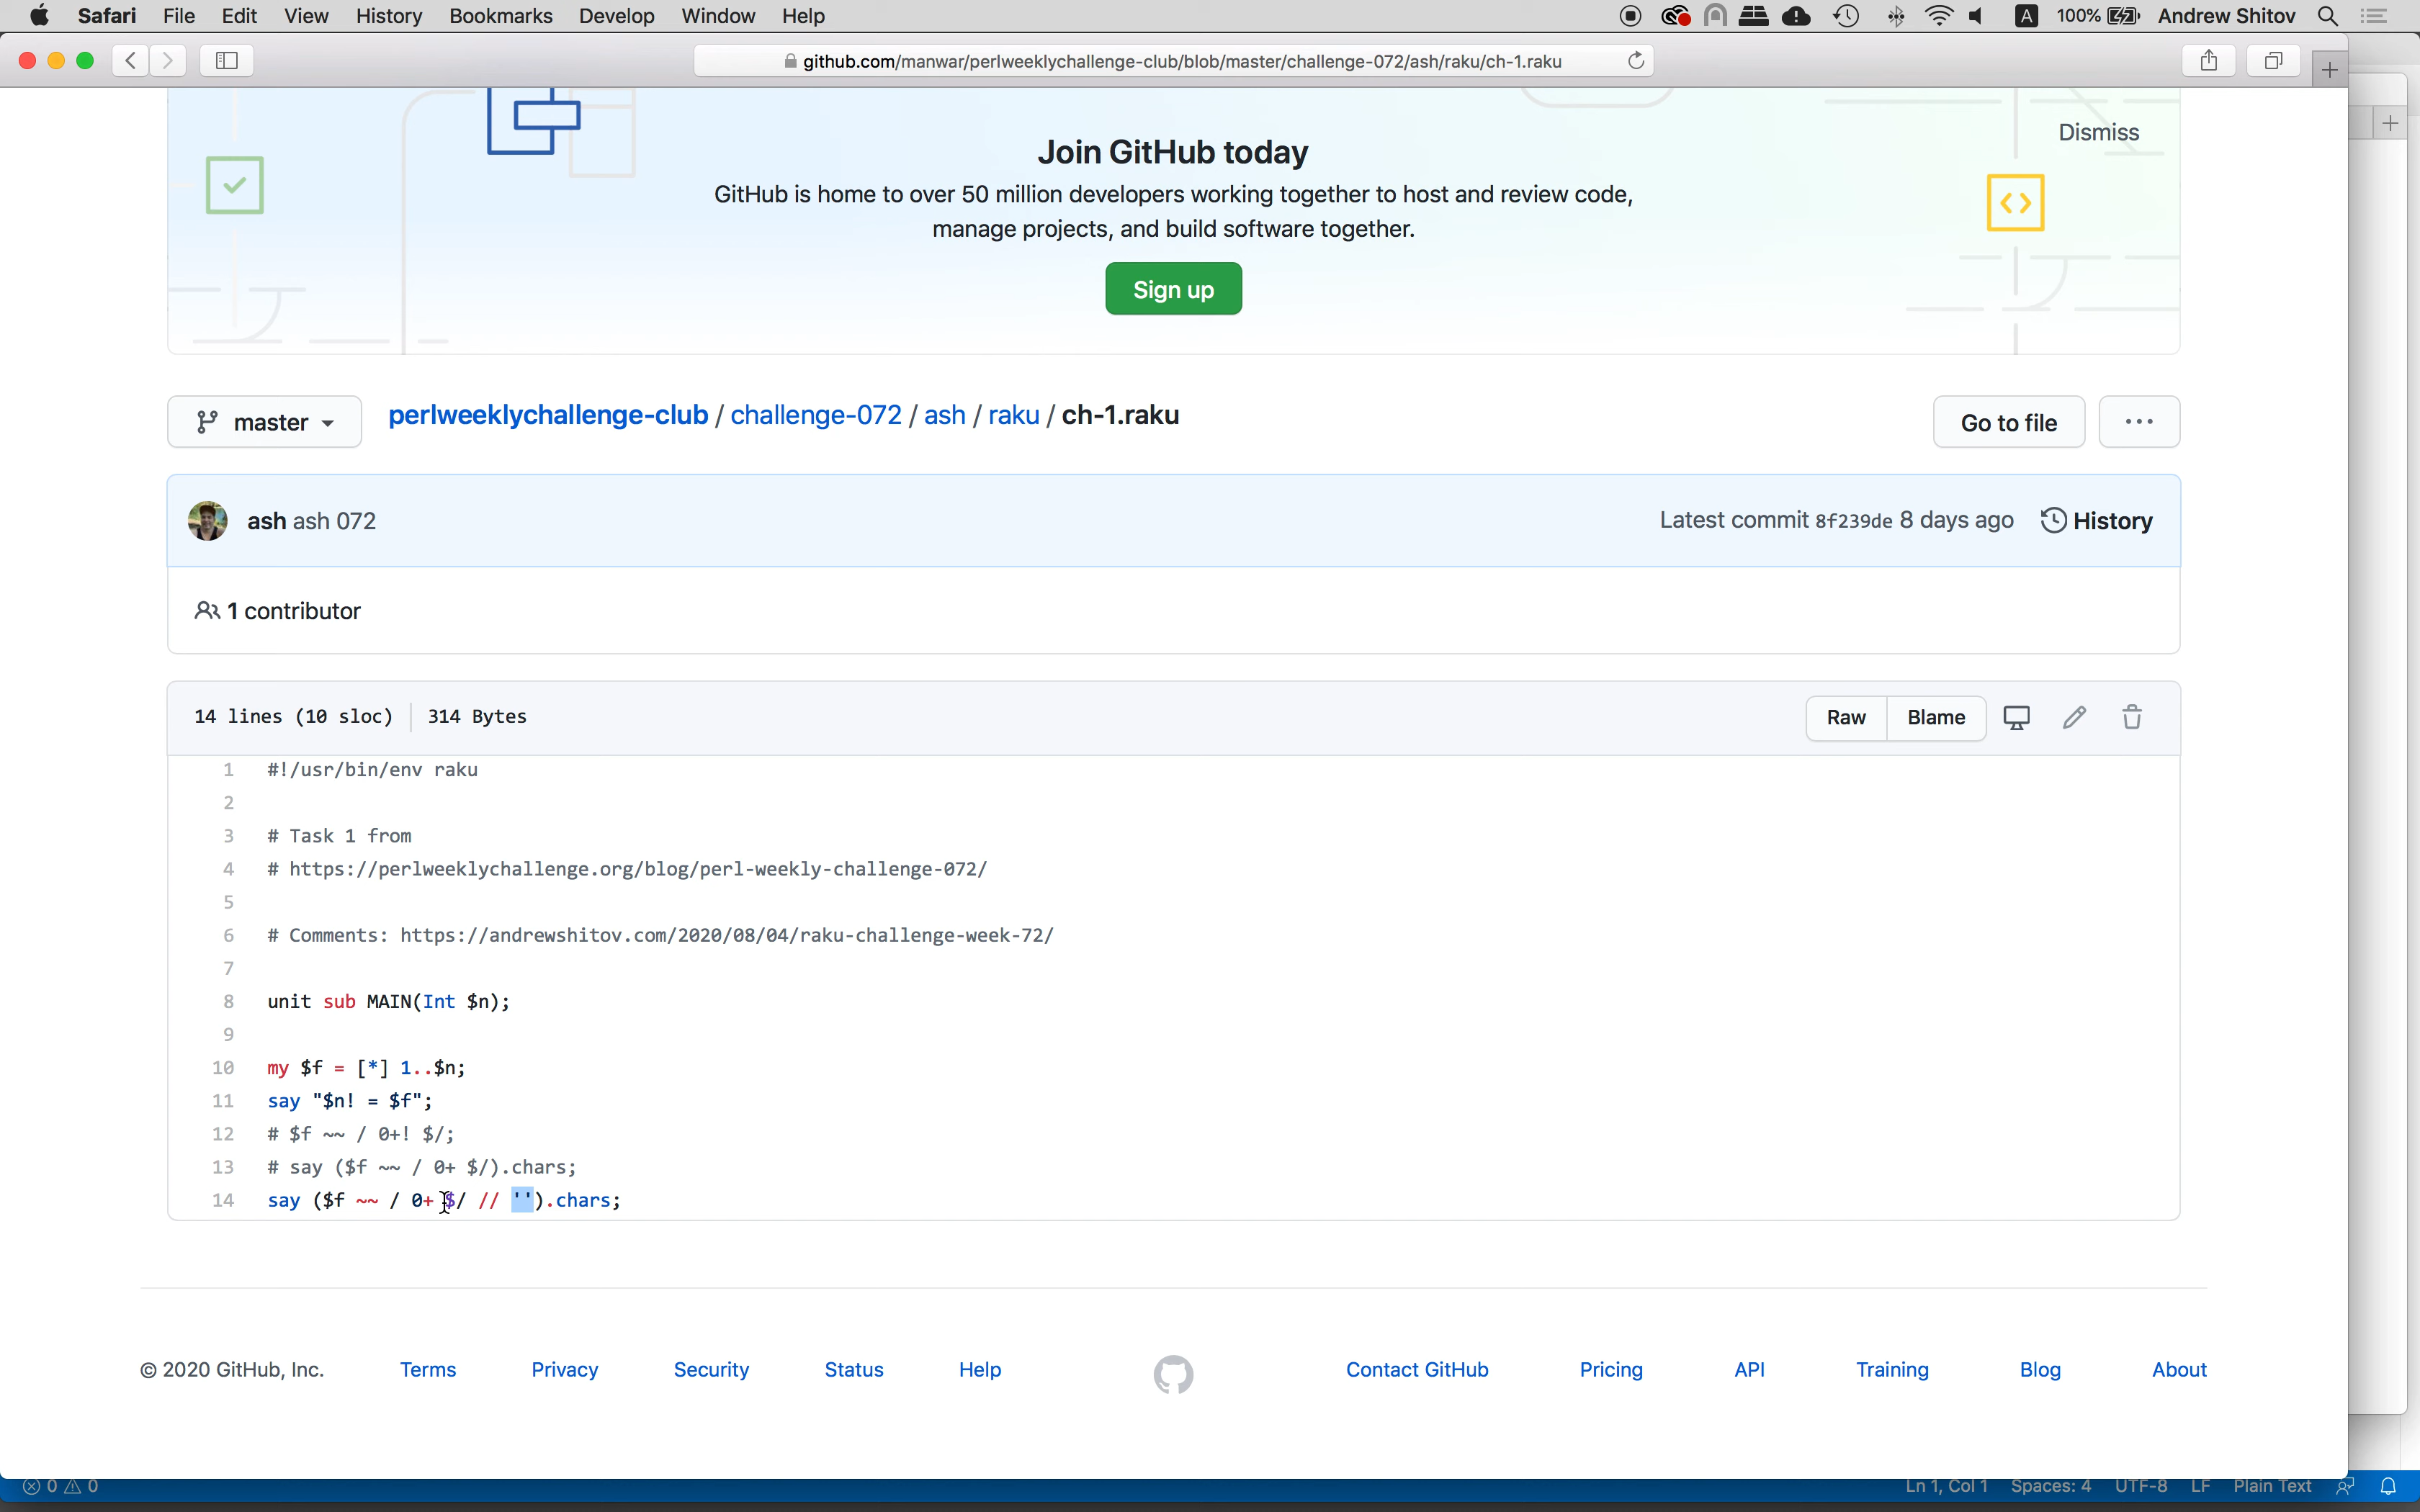 Safari File Edit View History Bookmarks Develop Window Help A 100% Andrew Shitov
github.com/manwar/perlweeklychallenge-club/blob/master/challenge-072/ash/raku/ch-1.raku
Dismiss
Join GitHub today
GitHub is home to over 50 million developers working together to host and review code,
manage projects, and build software together.
Sign up
master perlweeklychallenge-club / challenge-072 / ash / raku / ch-1.raku Go to file ...
ash ash 072 Latest commit 8f239de 8 days ago History
1 contributor
14 lines (10 sloc) 314 Bytes Raw Blame
1 #!/usr/bin/env raku
2
3 # Task 1 from
4 # https://perlweeklychallenge.org/blog/perl-weekly-challenge-072/
5
6 # Comments: https://andrewshitov.com/2020/08/04/raku-challenge-week-72/
7
8 unit sub MAIN(Int $n);
9
10 my $f = [*] 1..$n;
11 say "$n! = $f";
12 # $f ~~ / 0+! $/;
13 # say ($f ~~ / 0+ $/).chars;
14 say ($f ~~ / 0+ $/ // '').chars;
© 2020 GitHub, Inc. Terms Privacy Security Status Help Contact GitHub Pricing API Training Blog About
0 0 Ln 1, Col 1 Spaces: 4 UTF-8 LF Plain Text